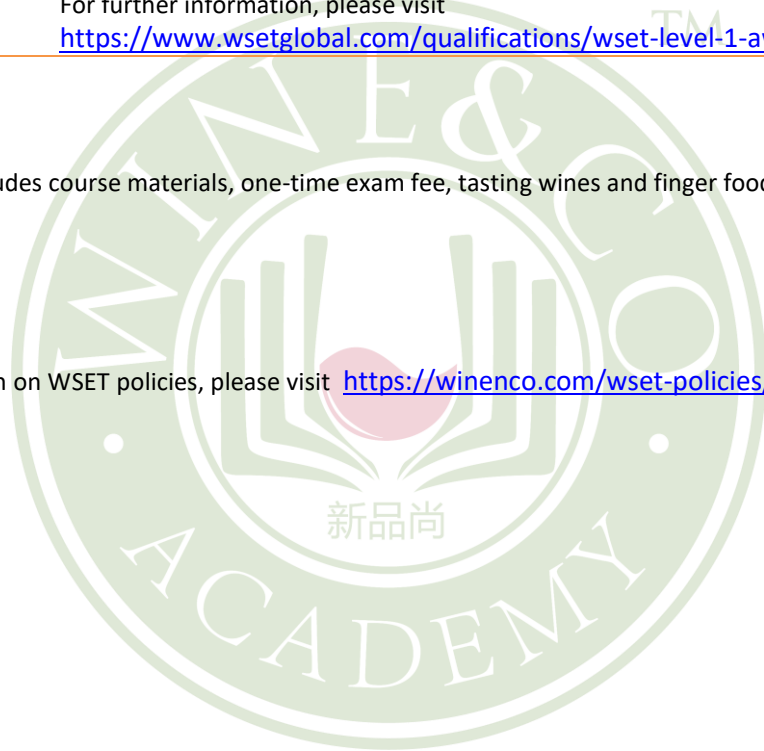 For further information, please visit
https://www.wsetglobal.com/qualifications/wset-level-1-a
udes course materials, one-time exam fee, tasting wines and finger foo
n on WSET policies, please visit https://winenco.com/wset-policies
WINE&CO
TM
新品尚
ACADEMY